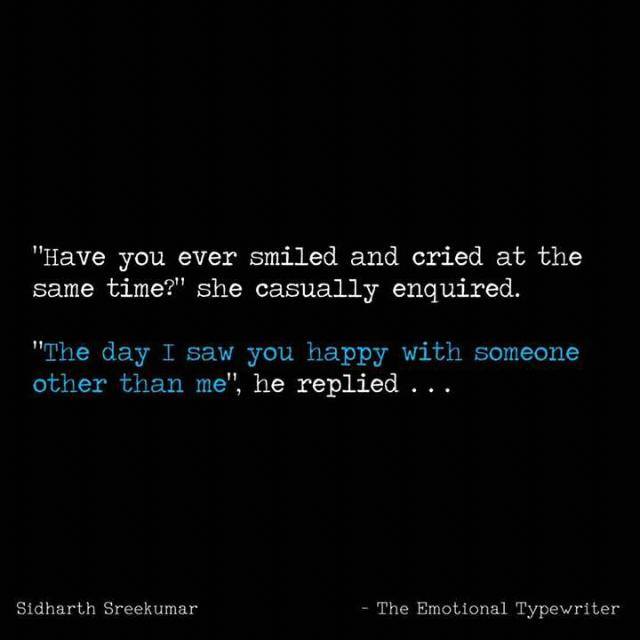 "Have you ever smiled and cried at the
same time?" she casually enquired.
"The day I saw you happy with someone
other than me", he replied ...
Sidharth Sreekumar
- The Emotional Typewriter